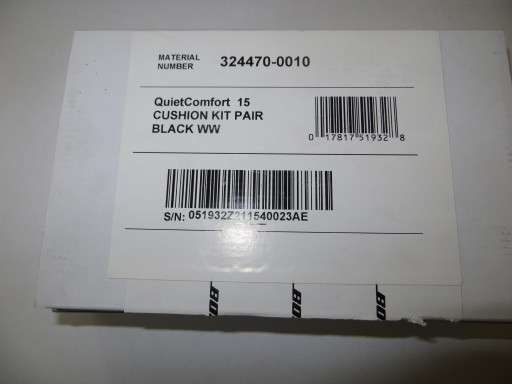 MATERIAL
NUMBER
324470-0010
QuietComfort 15
CUSHION KIT PAIR
BLACK WW
0 17817 51932 8
S/N: 051932Z211540023AE